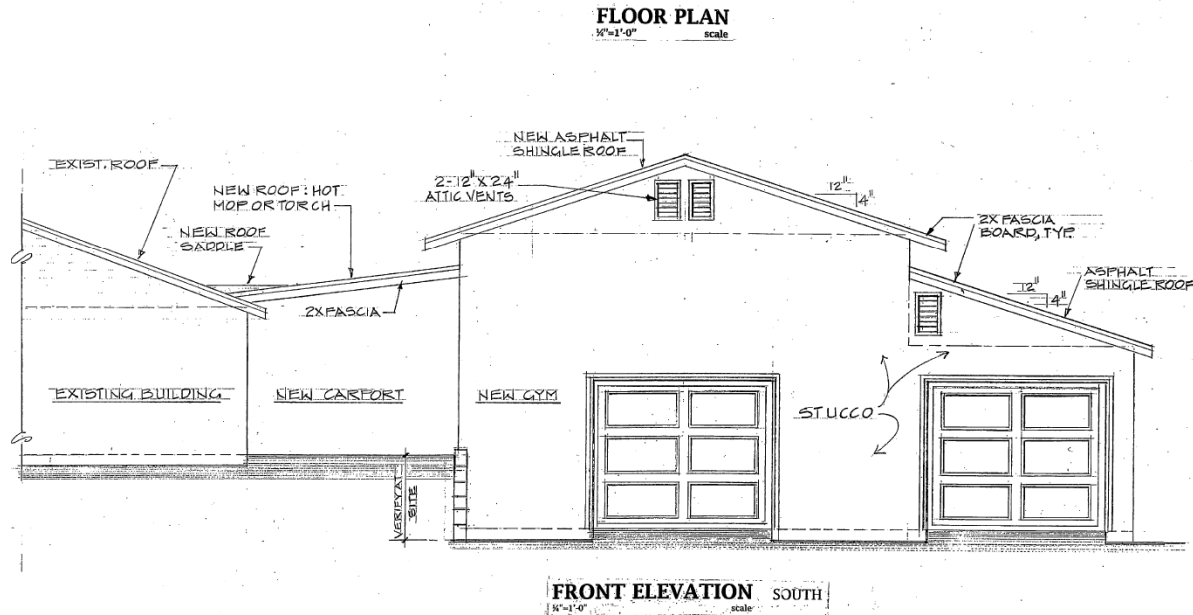 FLOOR PLAN
¼"=1'-0" scale
NEW ASPHALT
SHINGLE ROOF
EXIST. ROOF
2-12" X 24"
ATTIC VENTS
NEW ROOF: HOT
MOP OR TORCH
12"
4"
NEW ROOF
SADDLE
2X FASCIA
BOARD, TYP.
ASPHALT
SHINGLE ROOF
12"
4"
2X FASCIA
EXISTING BUILDING
NEW CARPORT
NEW GYM
STUCCO
VERIFY A
SITE
FRONT ELEVATION SOUTH
¼"=1'-0" scale